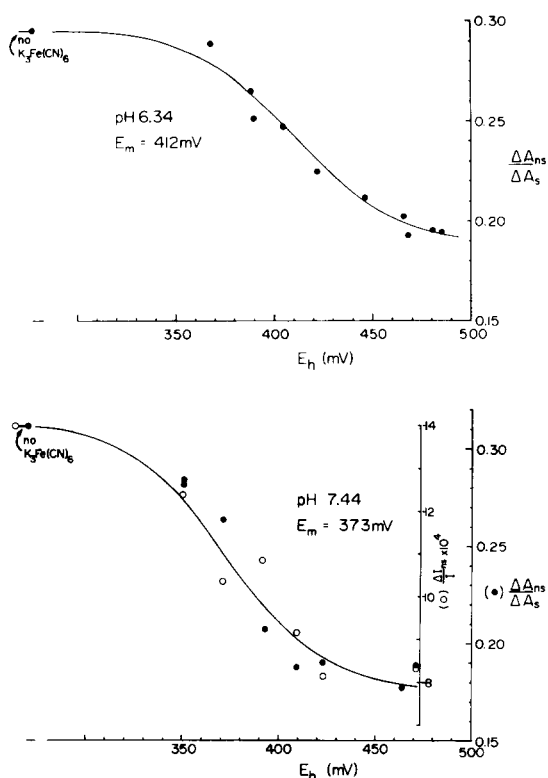 no
K₃Fe(CN)₆
pH 6.34
Eₘ = 412mV
0.30
0.25
0.20
0.15
ΔAₙₛ
ΔAₛ
350
400
450
500
Eₕ (mV)
no
K₃Fe(CN)₆
pH 7.44
Eₘ = 373mV
14
12
10
8
(○) ΔIₙₛ/I ×10⁴
0.30
0.25
0.20
0.15
(●) ΔAₙₛ
ΔAₛ
350
400
450
500
Eₕ (mV)